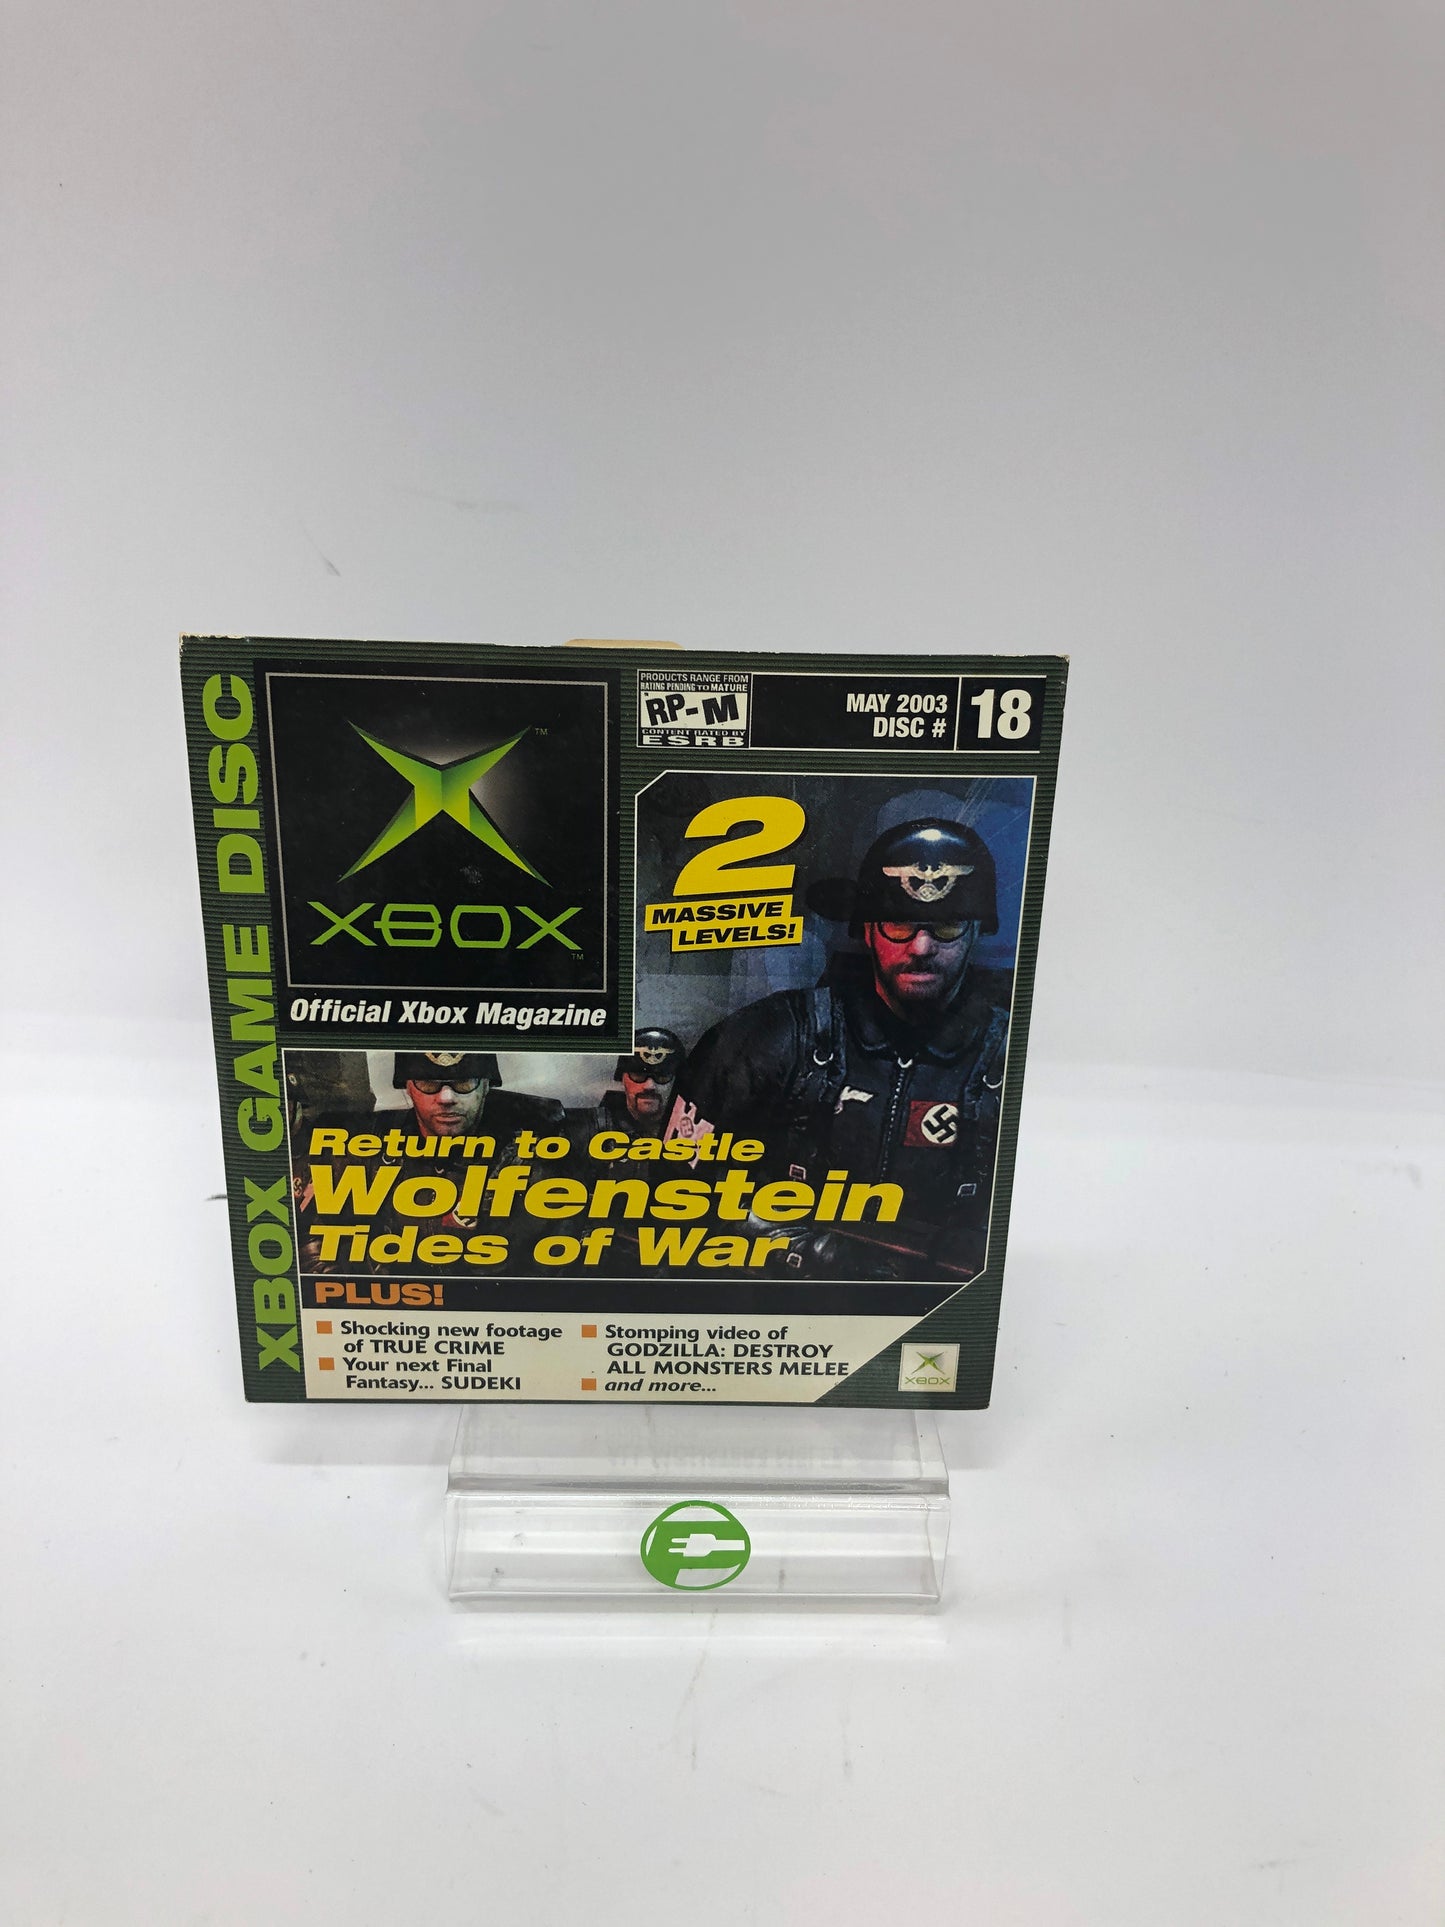 XBOX GAME DISC
™
XBOX
™
Official Xbox Magazine
PRODUCTS RANGE FROM
RATING PENDING TO MATURE
RP-M
CONTENT RATED BY
ESRB
MAY 2003
DISC #
18
2
MASSIVE
LEVELS!
Return to Castle
Wolfenstein
Tides of War
PLUS!
Shocking new footage
of TRUE CRIME
Your next Final
Fantasy... SUDEKI
Stomping video of
GODZILLA: DESTROY
ALL MONSTERS MELEE
and more...
XBOX